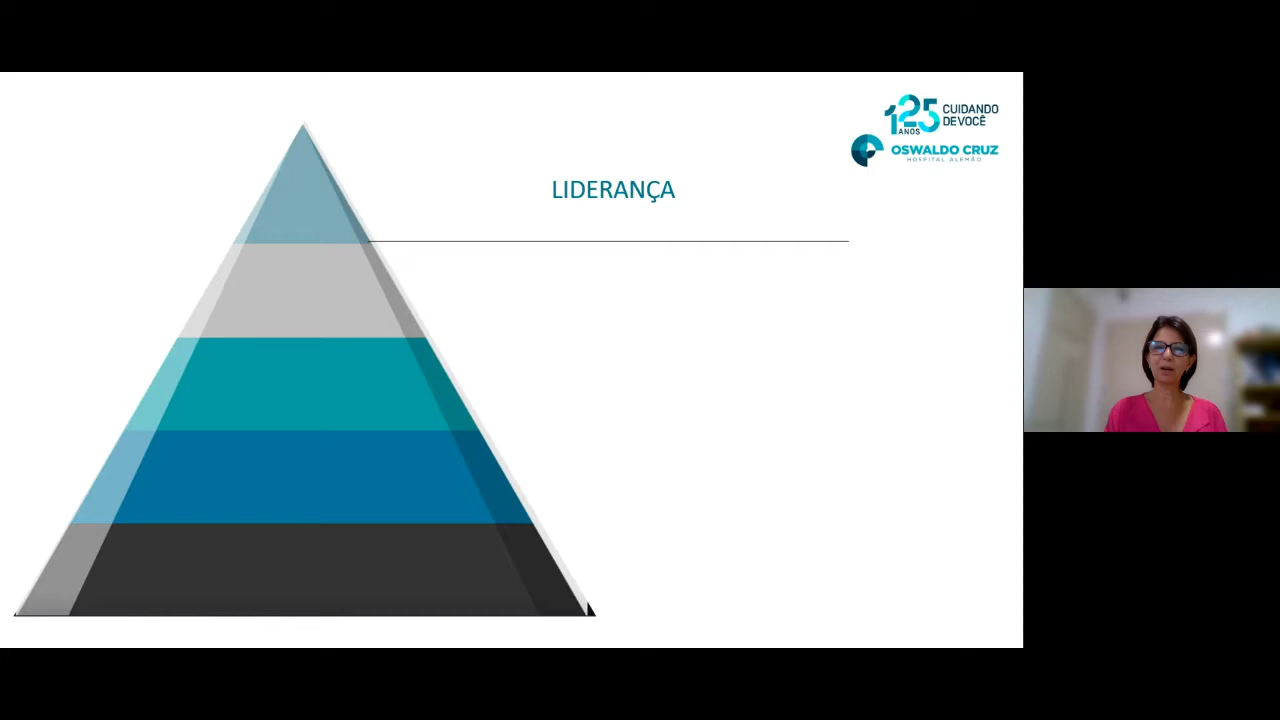 125 CUIDANDO
ANOS DE VOCÊ
OSWALDO CRUZ
HOSPITAL ALEMÃO
LIDERANÇA